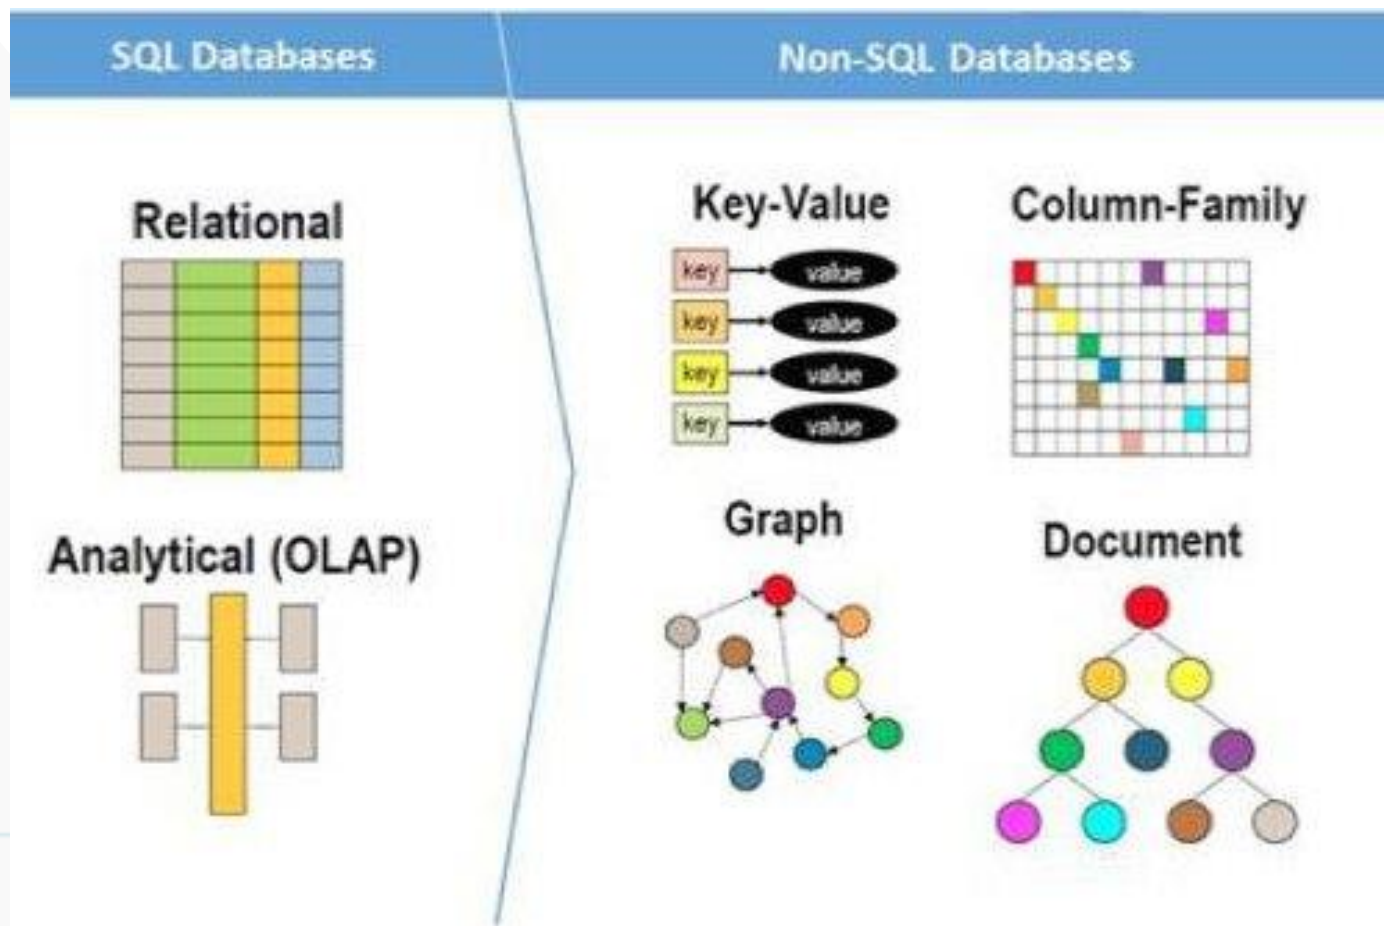 SQL Databases
Non-SQL Databases
Relational
Analytical (OLAP)
Key-Value
key value
key value
key value
key value
Column-Family
Graph
Document